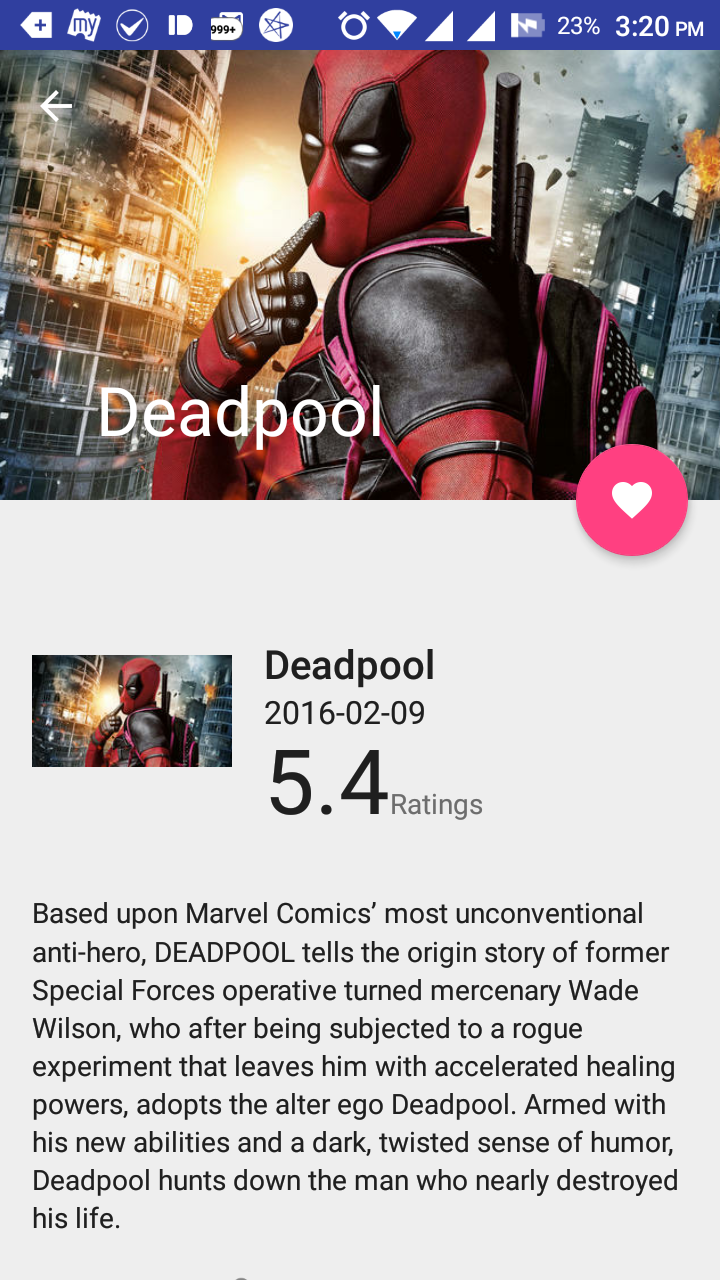 my 999+ 23% 3:20 PM
Deadpool
Deadpool
2016-02-09
5.4 Ratings
Based upon Marvel Comics’ most unconventional
anti-hero, DEADPOOL tells the origin story of former
Special Forces operative turned mercenary Wade
Wilson, who after being subjected to a rogue
experiment that leaves him with accelerated healing
powers, adopts the alter ego Deadpool. Armed with
his new abilities and a dark, twisted sense of humor,
Deadpool hunts down the man who nearly destroyed
his life.